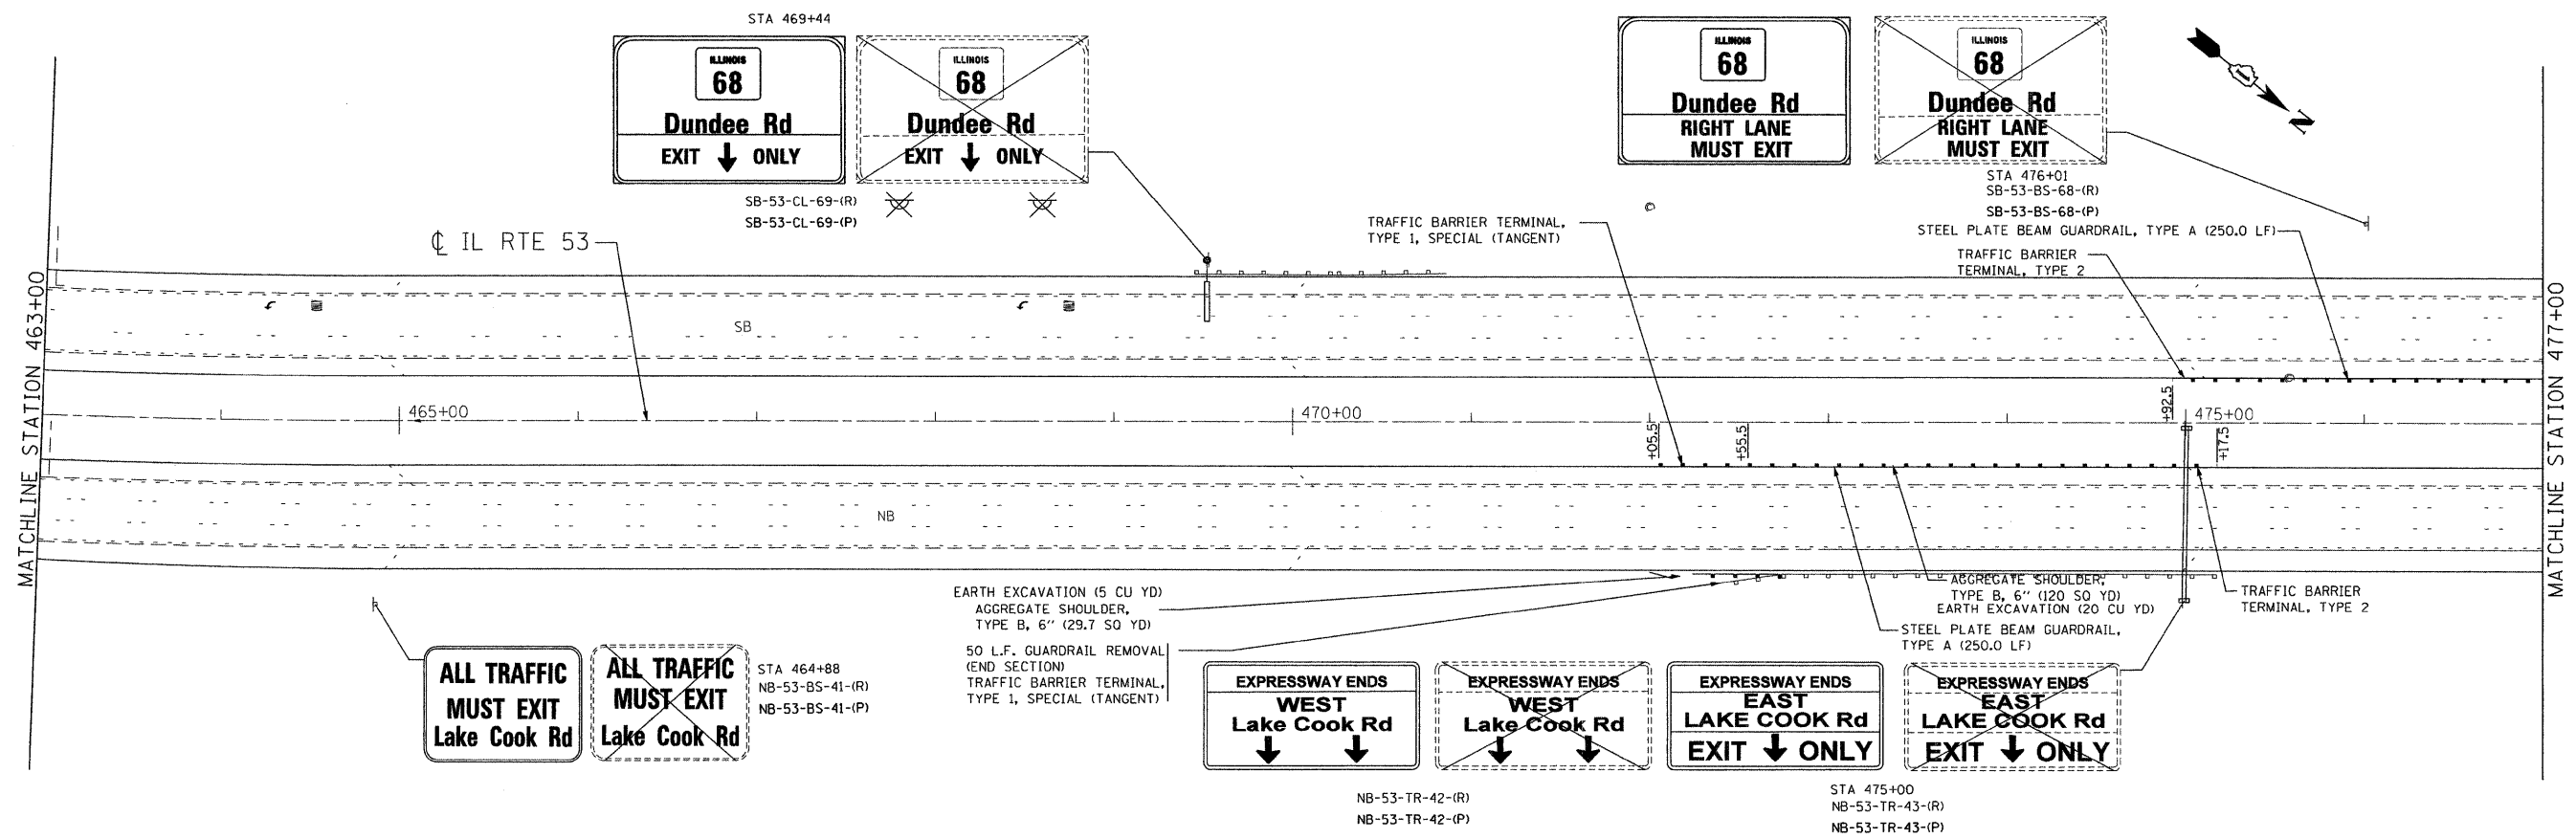 STA 469+44
ILLINOIS
68
Dundee Rd
EXIT ONLY
ILLINOIS
68
Dundee Rd
EXIT ONLY
SB-53-CL-69-(R)
SB-53-CL-69-(P)
ILLINOIS
68
Dundee Rd
RIGHT LANE
MUST EXIT
ILLINOIS
68
Dundee Rd
RIGHT LANE
MUST EXIT
STA 476+01
SB-53-BS-68-(R)
SB-53-BS-68-(P)
N
℄ IL RTE 53
TRAFFIC BARRIER TERMINAL,
TYPE 1, SPECIAL (TANGENT)
STEEL PLATE BEAM GUARDRAIL, TYPE A (250.0 LF)
TRAFFIC BARRIER
TERMINAL, TYPE 2
MATCHLINE STATION 463+00
MATCHLINE STATION 477+00
SB
465+00
470+00
475+00
+92.5
+05.5
+55.5
+17.5
NB
EARTH EXCAVATION (5 CU YD)
AGGREGATE SHOULDER,
TYPE B, 6" (29.7 SQ YD)
50 L.F. GUARDRAIL REMOVAL
(END SECTION)
TRAFFIC BARRIER TERMINAL,
TYPE 1, SPECIAL (TANGENT)
AGGREGATE SHOULDER,
TYPE B, 6" (120 SQ YD)
EARTH EXCAVATION (20 CU YD)
STEEL PLATE BEAM GUARDRAIL,
TYPE A (250.0 LF)
TRAFFIC BARRIER
TERMINAL, TYPE 2
ALL TRAFFIC
MUST EXIT
Lake Cook Rd
ALL TRAFFIC
MUST EXIT
Lake Cook Rd
STA 464+88
NB-53-BS-41-(R)
NB-53-BS-41-(P)
EXPRESSWAY ENDS
WEST
Lake Cook Rd
EXPRESSWAY ENDS
WEST
Lake Cook Rd
NB-53-TR-42-(R)
NB-53-TR-42-(P)
EXPRESSWAY ENDS
EAST
LAKE COOK Rd
EXIT ONLY
EXPRESSWAY ENDS
EAST
LAKE COOK Rd
EXIT ONLY
STA 475+00
NB-53-TR-43-(R)
NB-53-TR-43-(P)